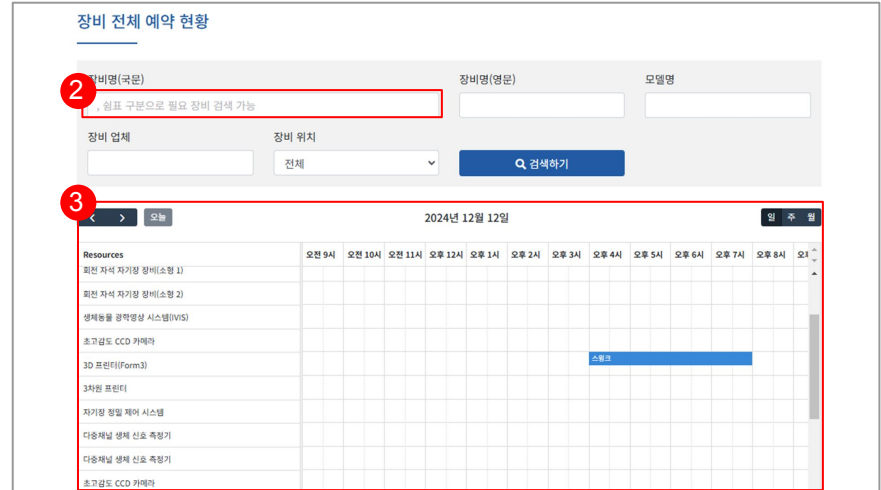 장비 전체 예약 현황
장비명(국문) 장비명(영문) 모델명
2
, 쉼표 구분으로 필요 장비 검색 가능
장비 업체 장비 위치
전체 검색하기
3
오늘 2024년 12월 12일 일 주 월
Resources 오전 9시 오전 10시 오전 11시 오후 12시 오후 1시 오후 2시 오후 3시 오후 4시 오후 5시 오후 6시 오후 7시 오후 8시
회전 자석 자기장 장비(소형 1)
회전 자석 자기장 장비(소형 2)
생체동물 광학영상 시스템(IVIS)
초고감도 CCD 카메라
3D 프린터(Form3) 스윙크
3차원 프린터
자기장 정밀 제어 시스템
다중채널 생체 신호 측정기
다중채널 생체 신호 측정기
초고감도 CCD 카메라